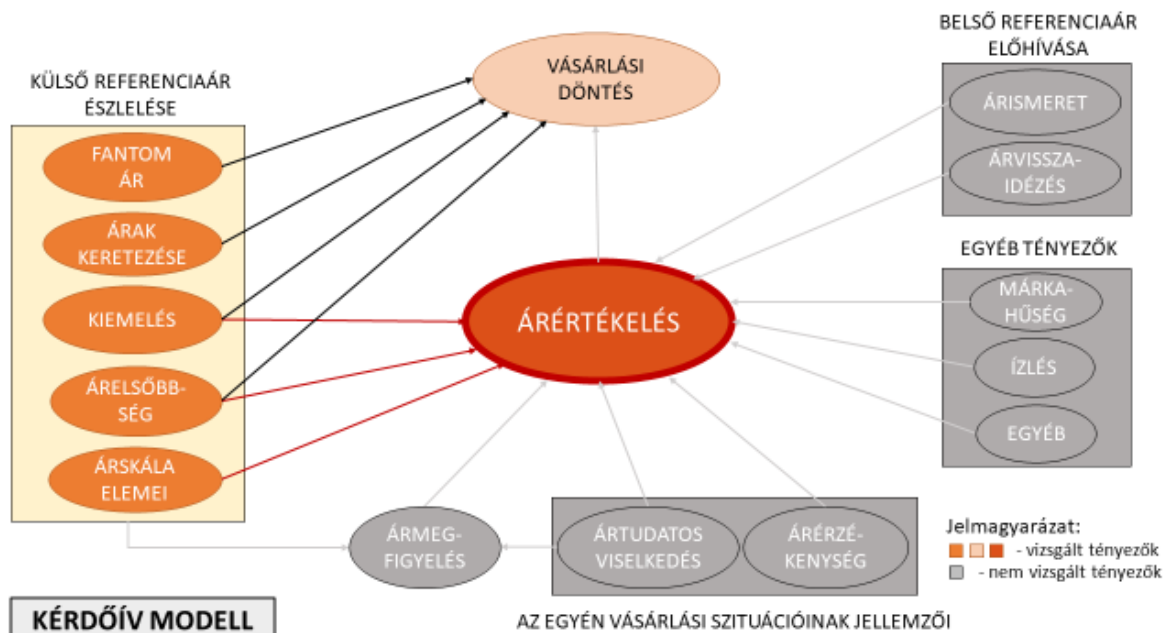 KÜLSŐ REFERENCIAÁR
ÉSZLELÉSE
FANTOM
ÁR
ÁRAK
KERETEZÉSE
KIEMELÉS
ÁRELSŐBB-
SÉG
ÁRSKÁLA
ELEMEI
VÁSÁRLÁSI
DÖNTÉS
ÁRÉRTÉKELÉS
BELSŐ REFERENCIAÁR
ELŐHÍVÁSA
ÁRISMERET
ÁRVISSZA-
IDÉZÉS
EGYÉB TÉNYEZŐK
MÁRKA-
HŰSÉG
ÍZLÉS
EGYÉB
ÁRMEG-
FIGYELÉS
ÁRTUDATOS
VISELKEDÉS
ÁRÉRZÉ-
KENYSÉG
AZ EGYÉN VÁSÁRLÁSI SZITUÁCIÓINAK JELLEMZŐI
Jelmagyarázat:
- vizsgált tényezők
- nem vizsgált tényezők
KÉRDŐÍV MODELL